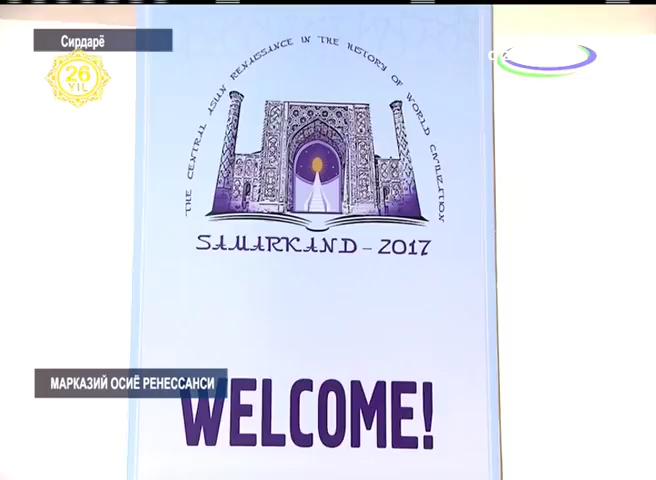 Сирдарё
26
YIL
THE CENTRAL ASIAN RENAISSANCE IN THE HISTORY OF WORLD CIVILIZATION
SAMARKAND – 2017
МАРКАЗИЙ ОСИЁ РЕНЕССАНСИ
WELCOME!